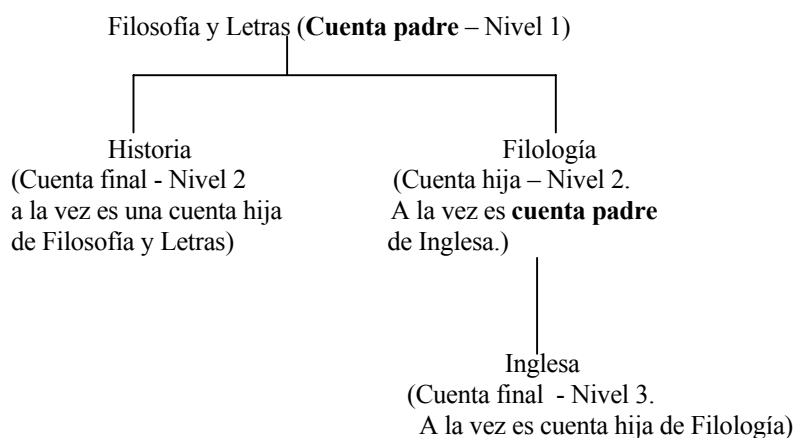 Filosofía y Letras (Cuenta padre – Nivel 1)
Historia
(Cuenta final - Nivel 2
a la vez es una cuenta hija
de Filosofía y Letras)
Filología
(Cuenta hija – Nivel 2.
A la vez es cuenta padre
de Inglesa.)
Inglesa
(Cuenta final - Nivel 3.
A la vez es cuenta hija de Filología)